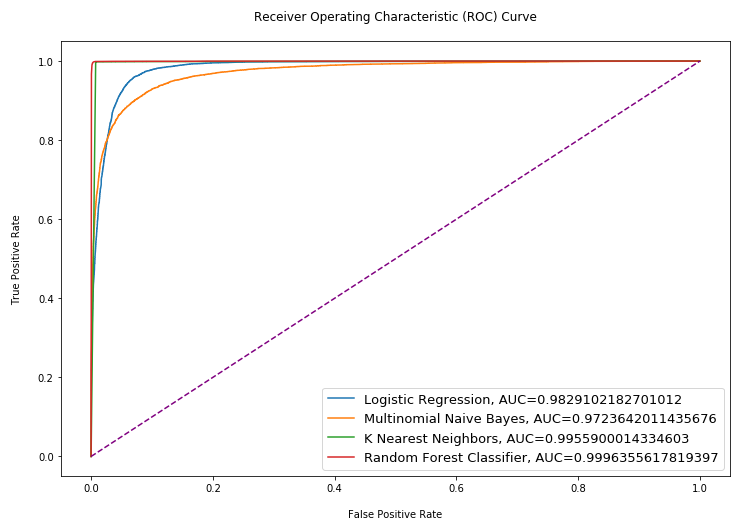 Receiver Operating Characteristic (ROC) Curve
1.0
0.8
0.6
0.4
0.2
0.0
True Positive Rate
Logistic Regression, AUC=0.9829102182701012
Multinomial Naive Bayes, AUC=0.9723642011435676
K Nearest Neighbors, AUC=0.9955900014334603
Random Forest Classifier, AUC=0.9996355617819397
0.0 0.2 0.4 0.6 0.8 1.0
False Positive Rate